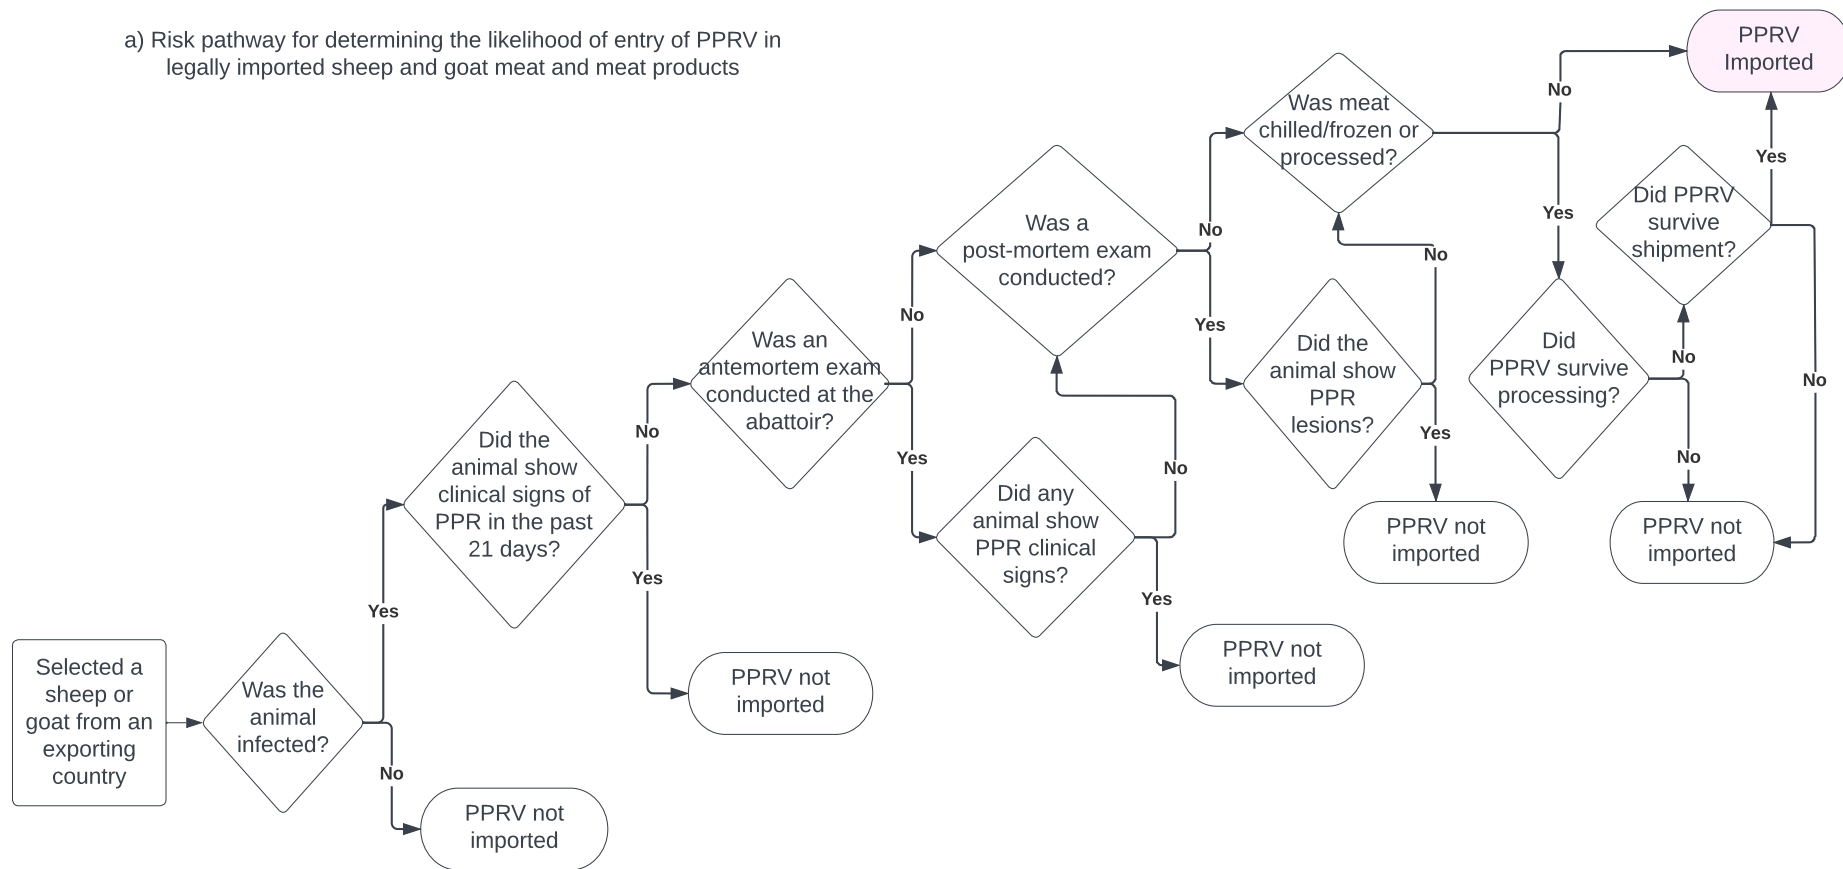 a) Risk pathway for determining the likelihood of entry of PPRV in
legally imported sheep and goat meat and meat products
Selected a
sheep or
goat from an
exporting
country
Was the
animal
infected?
Yes
No
PPRV not
imported
Did the
animal show
clinical signs of
PPR in the past
21 days?
No
Yes
PPRV not
imported
Was an
antemortem exam
conducted at the
abattoir?
No
Yes
Did any
animal show
PPR clinical
signs?
No
Yes
PPRV not
imported
Was a
post-mortem exam
conducted?
No
Yes
Did the
animal show
PPR
lesions?
No
Yes
PPRV not
imported
Was meat
chilled/frozen or
processed?
No
Yes
Did
PPRV survive
processing?
No
No
PPRV not
imported
Did PPRV
survive
shipment?
Yes
No
PPRV
Imported